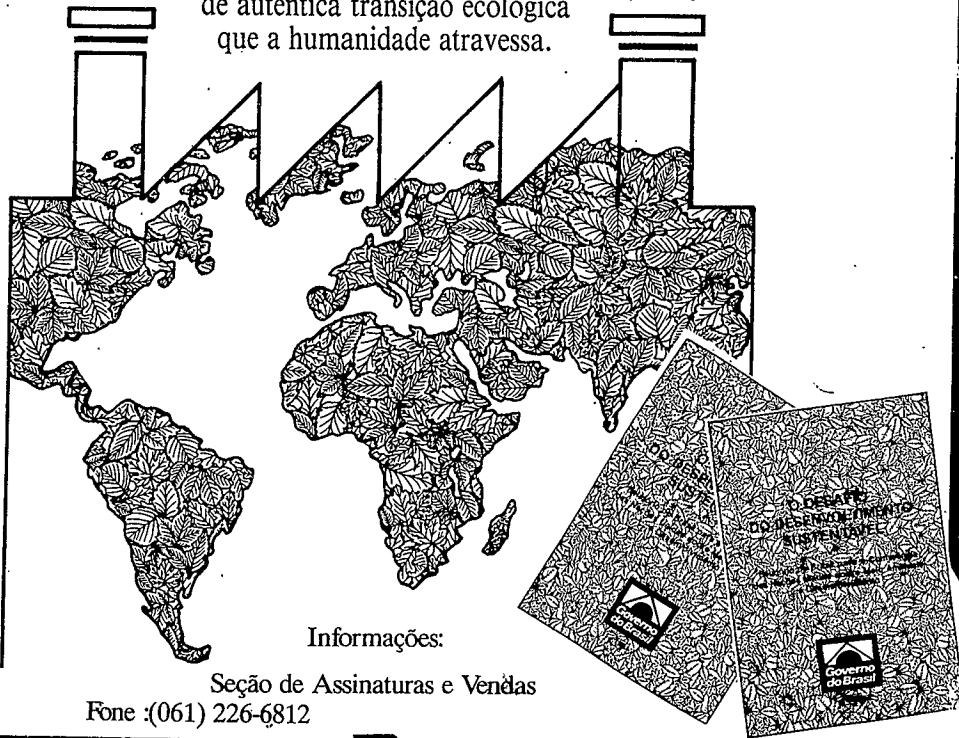 de autêntica transição ecológica
que a humanidade atravessa.
O DESAFIO
DO DESENVOLVIMENTO
SUSTENTÁVEL
Governo
do Brasil
Governo
do Brasil
Informações:
Seção de Assinaturas e Vendas
Fone :(061) 226-6812